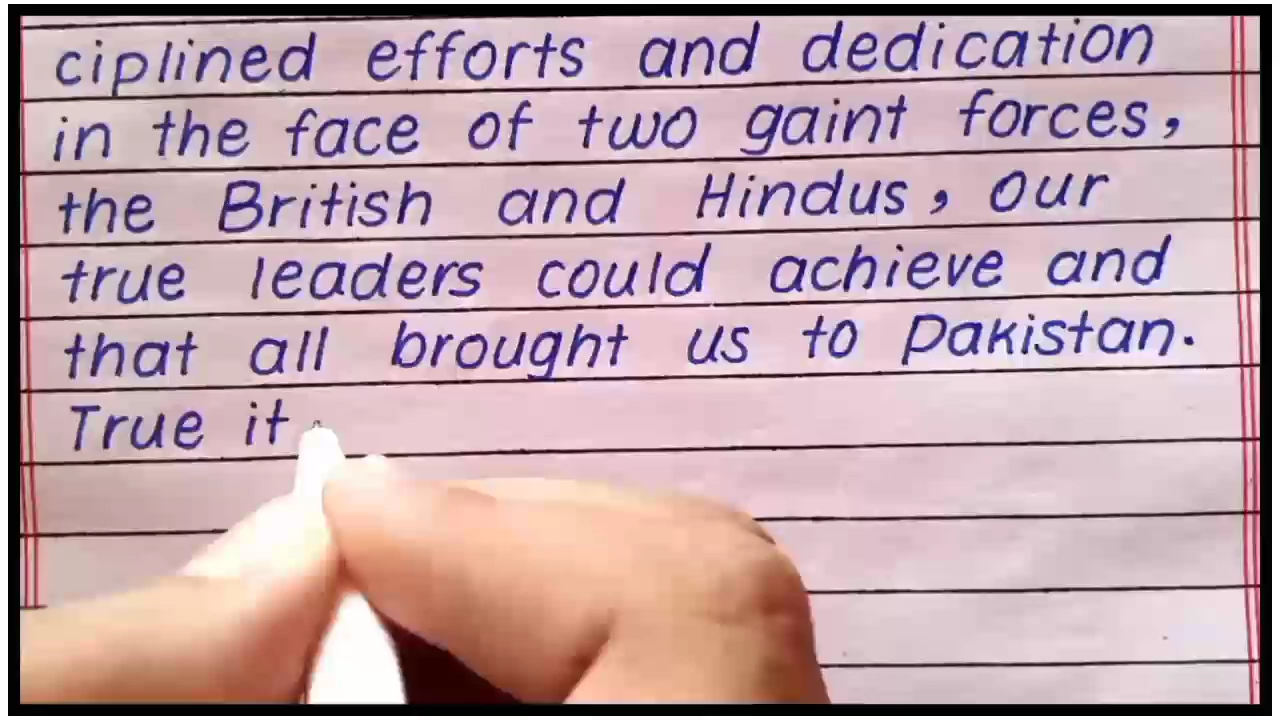 ciplined efforts and dedication
in the face of two gaint forces,
the British and Hindus, our
true leaders could achieve and
that all brought us to Pakistan.
True it